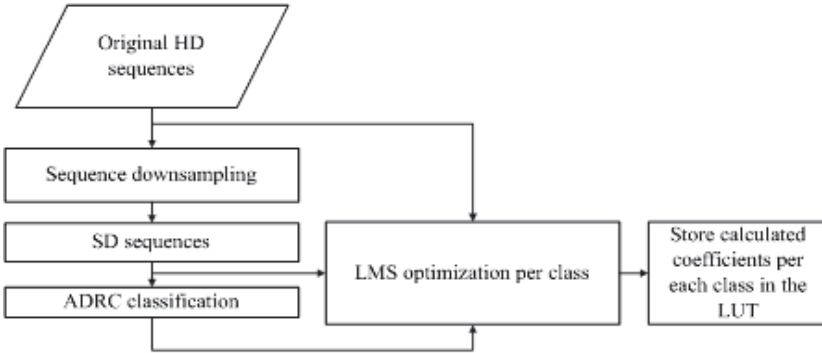 Original HD
sequences
Sequence downsampling
SD sequences
ADRC classification
LMS optimization per class
Store calculated
coefficients per
each class in the
LUT